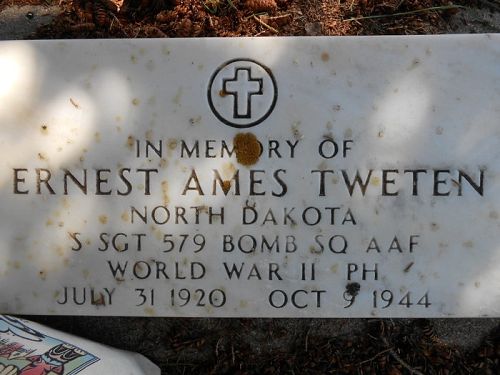 IN MEMORY OF
ERNEST AMES TWETEN
NORTH DAKOTA
S SGT 579 BOMB SQ AAF
WORLD WAR II PH
JULY 31 1920 OCT 9 1944